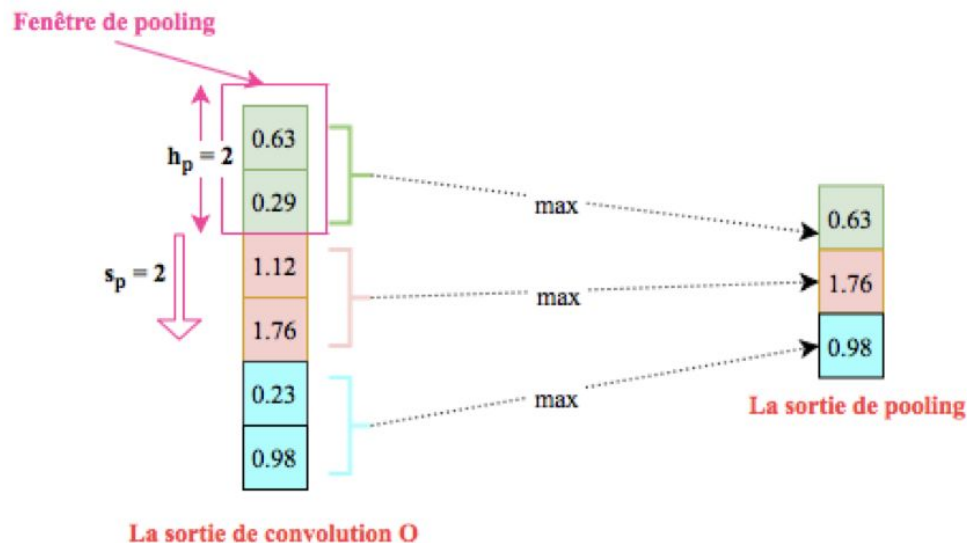 Fenêtre de pooling
h_p = 2
0.63
0.29
s_p = 2
1.12
1.76
0.23
0.98
max
max
max
0.63
1.76
0.98
La sortie de pooling
La sortie de convolution O